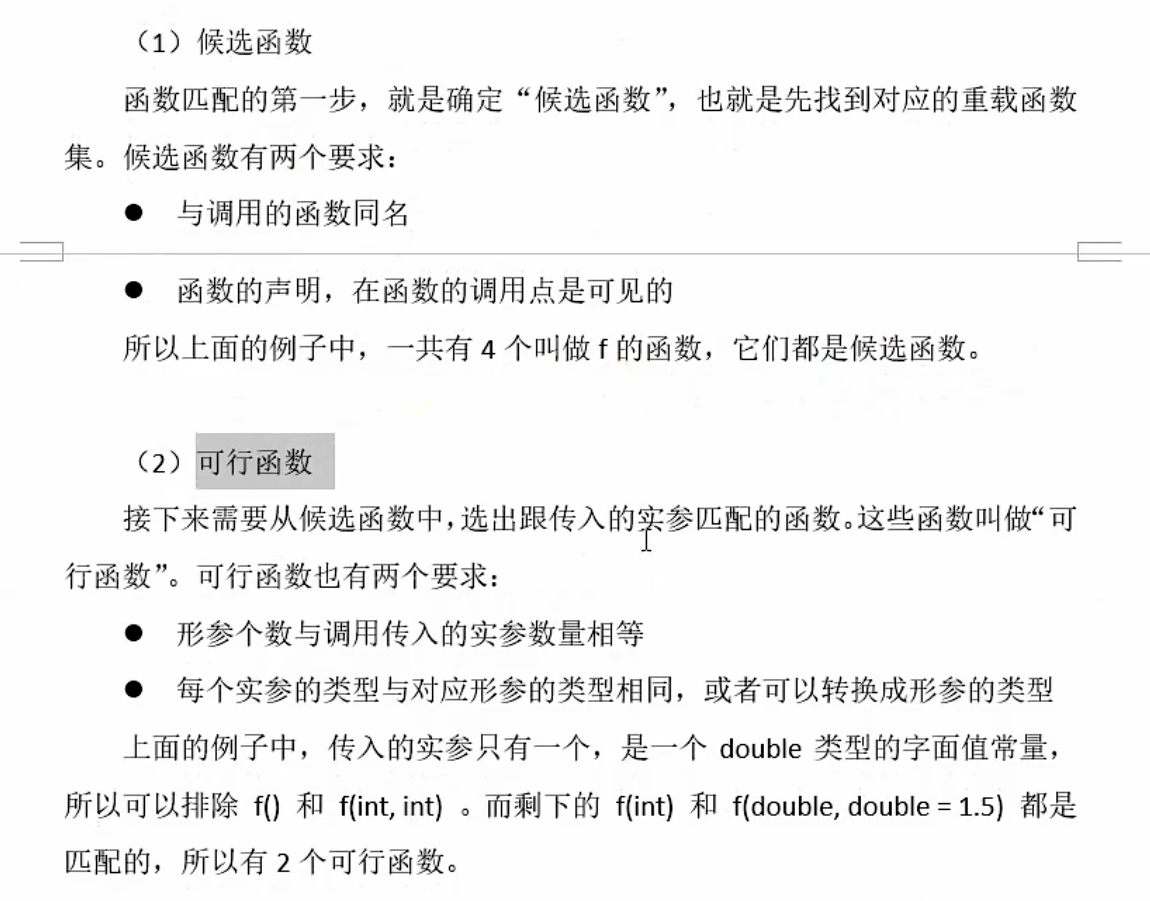 （1）候选函数
函数匹配的第一步，就是确定“候选函数”，也就是先找到对应的重载函数
集。候选函数有两个要求：
● 与调用的函数同名
● 函数的声明，在函数的调用点是可见的
所以上面的例子中，一共有 4 个叫做 f 的函数，它们都是候选函数。
（2）可行函数
接下来需要从候选函数中，选出跟传入的实参匹配的函数。这些函数叫做“可
行函数”。可行函数也有两个要求：
● 形参个数与调用传入的实参数量相等
● 每个实参的类型与对应形参的类型相同，或者可以转换成形参的类型
上面的例子中，传入的实参只有一个，是一个 double 类型的字面值常量，
所以可以排除 f() 和 f(int, int) 。而剩下的 f(int) 和 f(double, double = 1.5) 都是
匹配的，所以有 2 个可行函数。